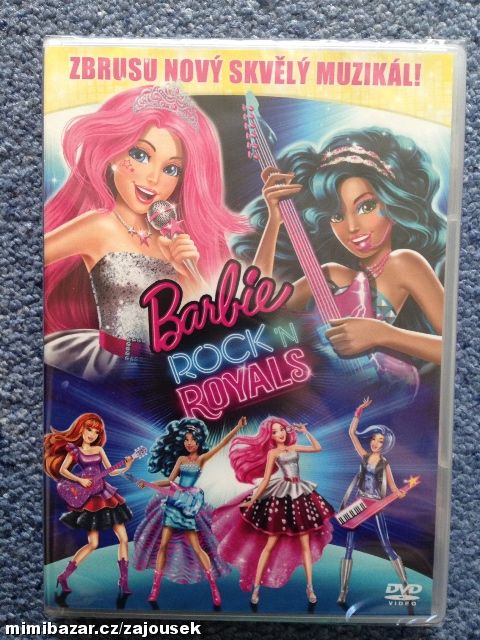 ZBRUSU NOVÝ SKVĚLÝ MUZIKÁL!
Barbie
ROCK 'N
ROYALS
DVD
VIDEO
mimibazar.cz/zajousek